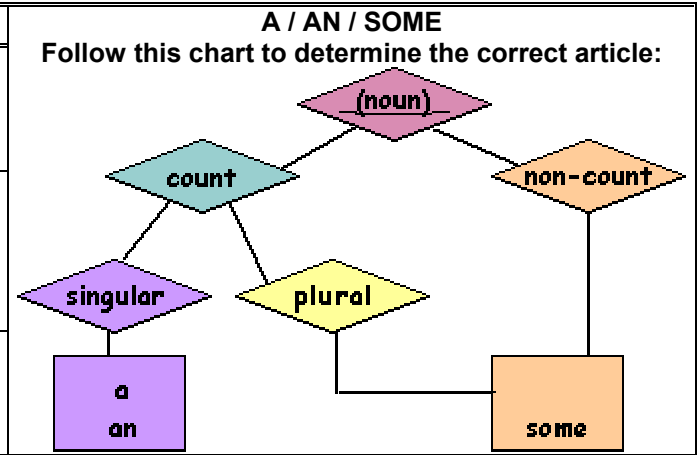 A / AN / SOME
Follow this chart to determine the correct article:
_(noun)_
count
non-count
singular
plural
a
an
some